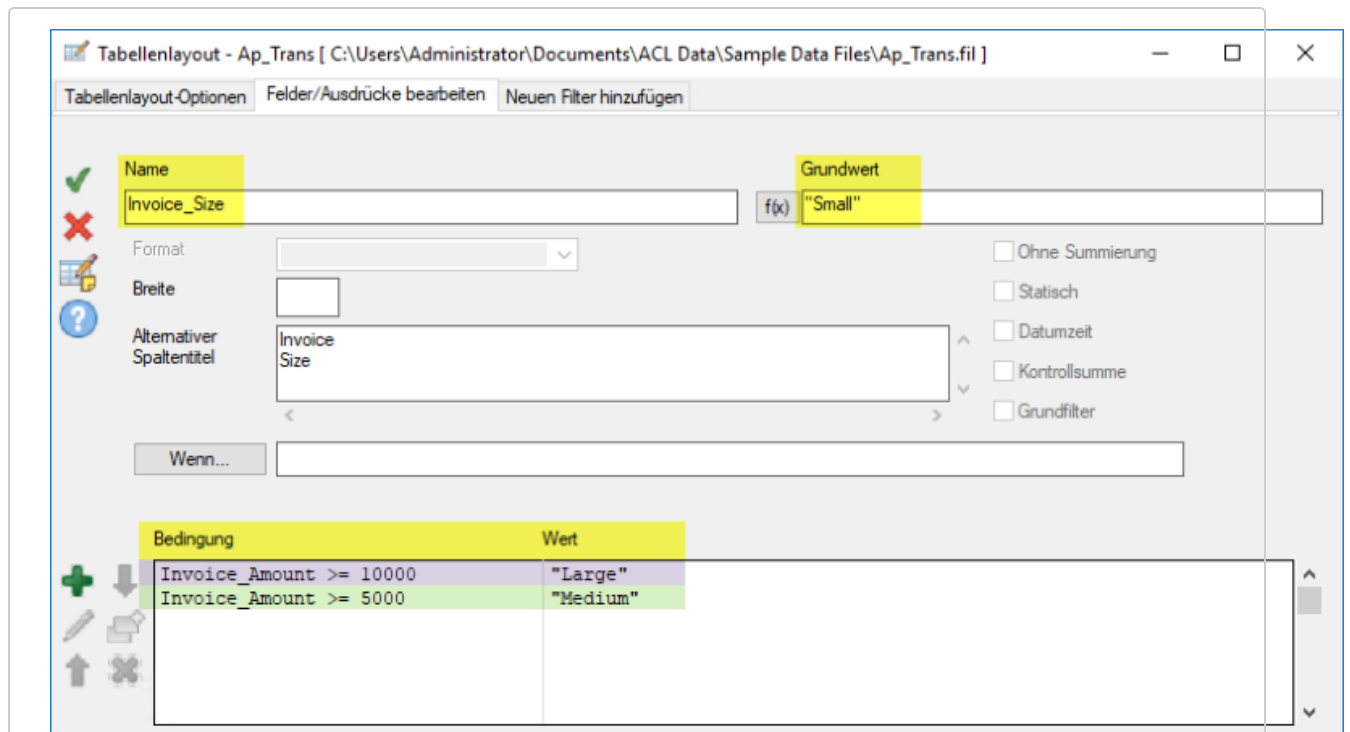 Tabellenlayout - Ap_Trans [ C:\Users\Administrator\Documents\ACL Data\Sample Data Files\Ap_Trans.fil ]
Tabellenlayout-Optionen Felder/Ausdrücke bearbeiten Neuen Filter hinzufügen
Name Grundwert
Invoice_Size f(x) "Small"
Format Ohne Summierung
Breite Statisch
Alternativer Spaltentitel Invoice Size Datumzeit
Kontrollsumme
Grundfilter
Wenn...
Bedingung Wert
Invoice_Amount >= 10000 "Large"
Invoice_Amount >= 5000 "Medium"